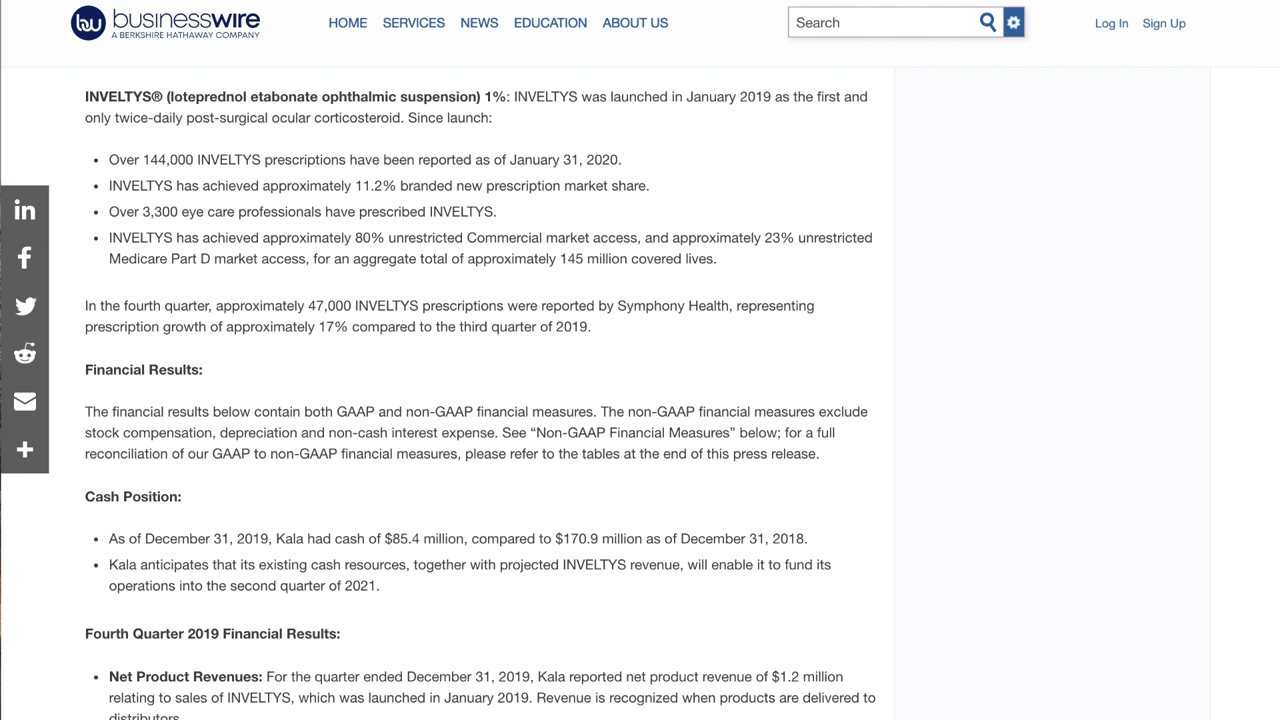 businesswire
A BERKSHIRE HATHAWAY COMPANY
HOME SERVICES NEWS EDUCATION ABOUT US
Search
Log In Sign Up
INVELTYS® (loteprednol etabonate ophthalmic suspension) 1%: INVELTYS was launched in January 2019 as the first and
only twice-daily post-surgical ocular corticosteroid. Since launch:
• Over 144,000 INVELTYS prescriptions have been reported as of January 31, 2020.
• INVELTYS has achieved approximately 11.2% branded new prescription market share.
• Over 3,300 eye care professionals have prescribed INVELTYS.
• INVELTYS has achieved approximately 80% unrestricted Commercial market access, and approximately 23% unrestricted
Medicare Part D market access, for an aggregate total of approximately 145 million covered lives.
In the fourth quarter, approximately 47,000 INVELTYS prescriptions were reported by Symphony Health, representing
prescription growth of approximately 17% compared to the third quarter of 2019.
Financial Results:
The financial results below contain both GAAP and non-GAAP financial measures. The non-GAAP financial measures exclude
stock compensation, depreciation and non-cash interest expense. See “Non-GAAP Financial Measures” below; for a full
reconciliation of our GAAP to non-GAAP financial measures, please refer to the tables at the end of this press release.
Cash Position:
• As of December 31, 2019, Kala had cash of $85.4 million, compared to $170.9 million as of December 31, 2018.
• Kala anticipates that its existing cash resources, together with projected INVELTYS revenue, will enable it to fund its
operations into the second quarter of 2021.
Fourth Quarter 2019 Financial Results:
• Net Product Revenues: For the quarter ended December 31, 2019, Kala reported net product revenue of $1.2 million
relating to sales of INVELTYS, which was launched in January 2019. Revenue is recognized when products are delivered to
distributors.